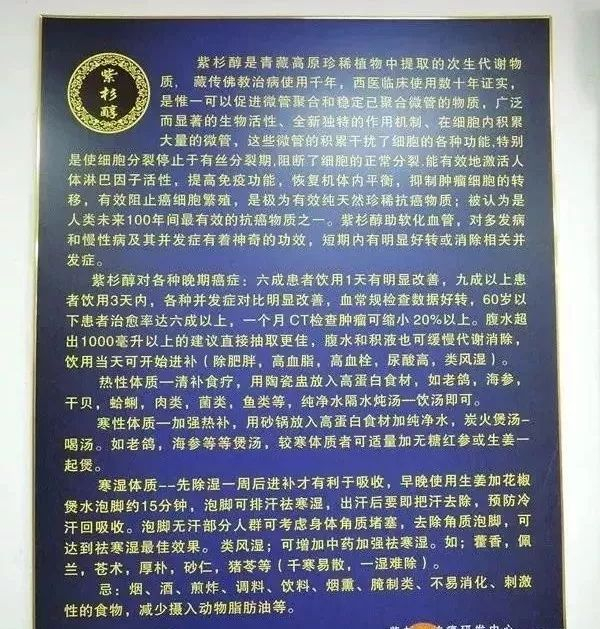 紫杉醇
紫杉醇是青藏高原珍稀植物中提取的次生代谢物
质， 藏传佛教治病使用千年，西医临床使用数十年证实，
是惟一可以促进微管聚合和稳定已聚合微管的物质，广泛
而显著的生物活性、全新独特的作用机制、在细胞内积累
大量的微管，这些微管的积累干扰了细胞的各种功能,特别
是使细胞分裂停止于有丝分裂期,阻断了细胞的正常分裂.能有效地激活人
体淋巴因子活性，提高免疫功能，恢复机体内平衡，抑制肿瘤细胞的转
移，有效阻止癌细胞繁殖，是极为有效纯天然珍稀抗癌物质；被认为是
人类未来100年间最有效的抗癌物质之一。紫杉醇助软化血管，对多发病
和慢性病及其并发症有着神奇的功效，短期内有明显好转或消除相关并
发症。
紫杉醇对各种晚期癌症：六成患者饮用1天有明显改善，九成以上患
者饮用3天内，各种并发症对比明显改善，血常规检查数据好转，60岁以
下患者治愈率达六成以上，一个月CT检查肿瘤可缩小20%以上。腹水超
出1000毫升以上的建议直接抽取更佳，腹水和积液也可缓慢代谢消除，
饮用当天可开始进补（除肥胖，高血脂，高血栓，尿酸高，类风湿）。
热性体质—清补食疗，用陶瓷盅放入高蛋白食材，如老鸽，海参，
干贝，蛤蜊，肉类，菌类，鱼类等，纯净水隔水炖汤--饮汤即可。
寒性体质—加强热补，用砂锅放入高蛋白食材加纯净水，炭火煲汤-
喝汤。如老鸽，海参等等煲汤，较寒体质者可适量加无糖红参或生姜一
起煲。
寒湿体质--先除湿一周后进补才有利于吸收，早晚使用生姜加花椒
煲水泡脚约15分钟，泡脚可排汗祛寒湿，出汗后要即把汗去除，预防冷
汗回吸收。泡脚无汗部分人群可考虑身体角质堵塞，去除角质泡脚，可
达到祛寒湿最佳效果。 类风湿；可增加中药加强祛寒湿。如；藿香，佩
兰，苍术，厚朴，砂仁，猪苓等（千寒易散，一湿难除）。
忌：烟、酒、煎炸、调料、饮料、烟熏、腌制类、不易消化、刺激
性的食物，减少摄入动物脂肪油等。